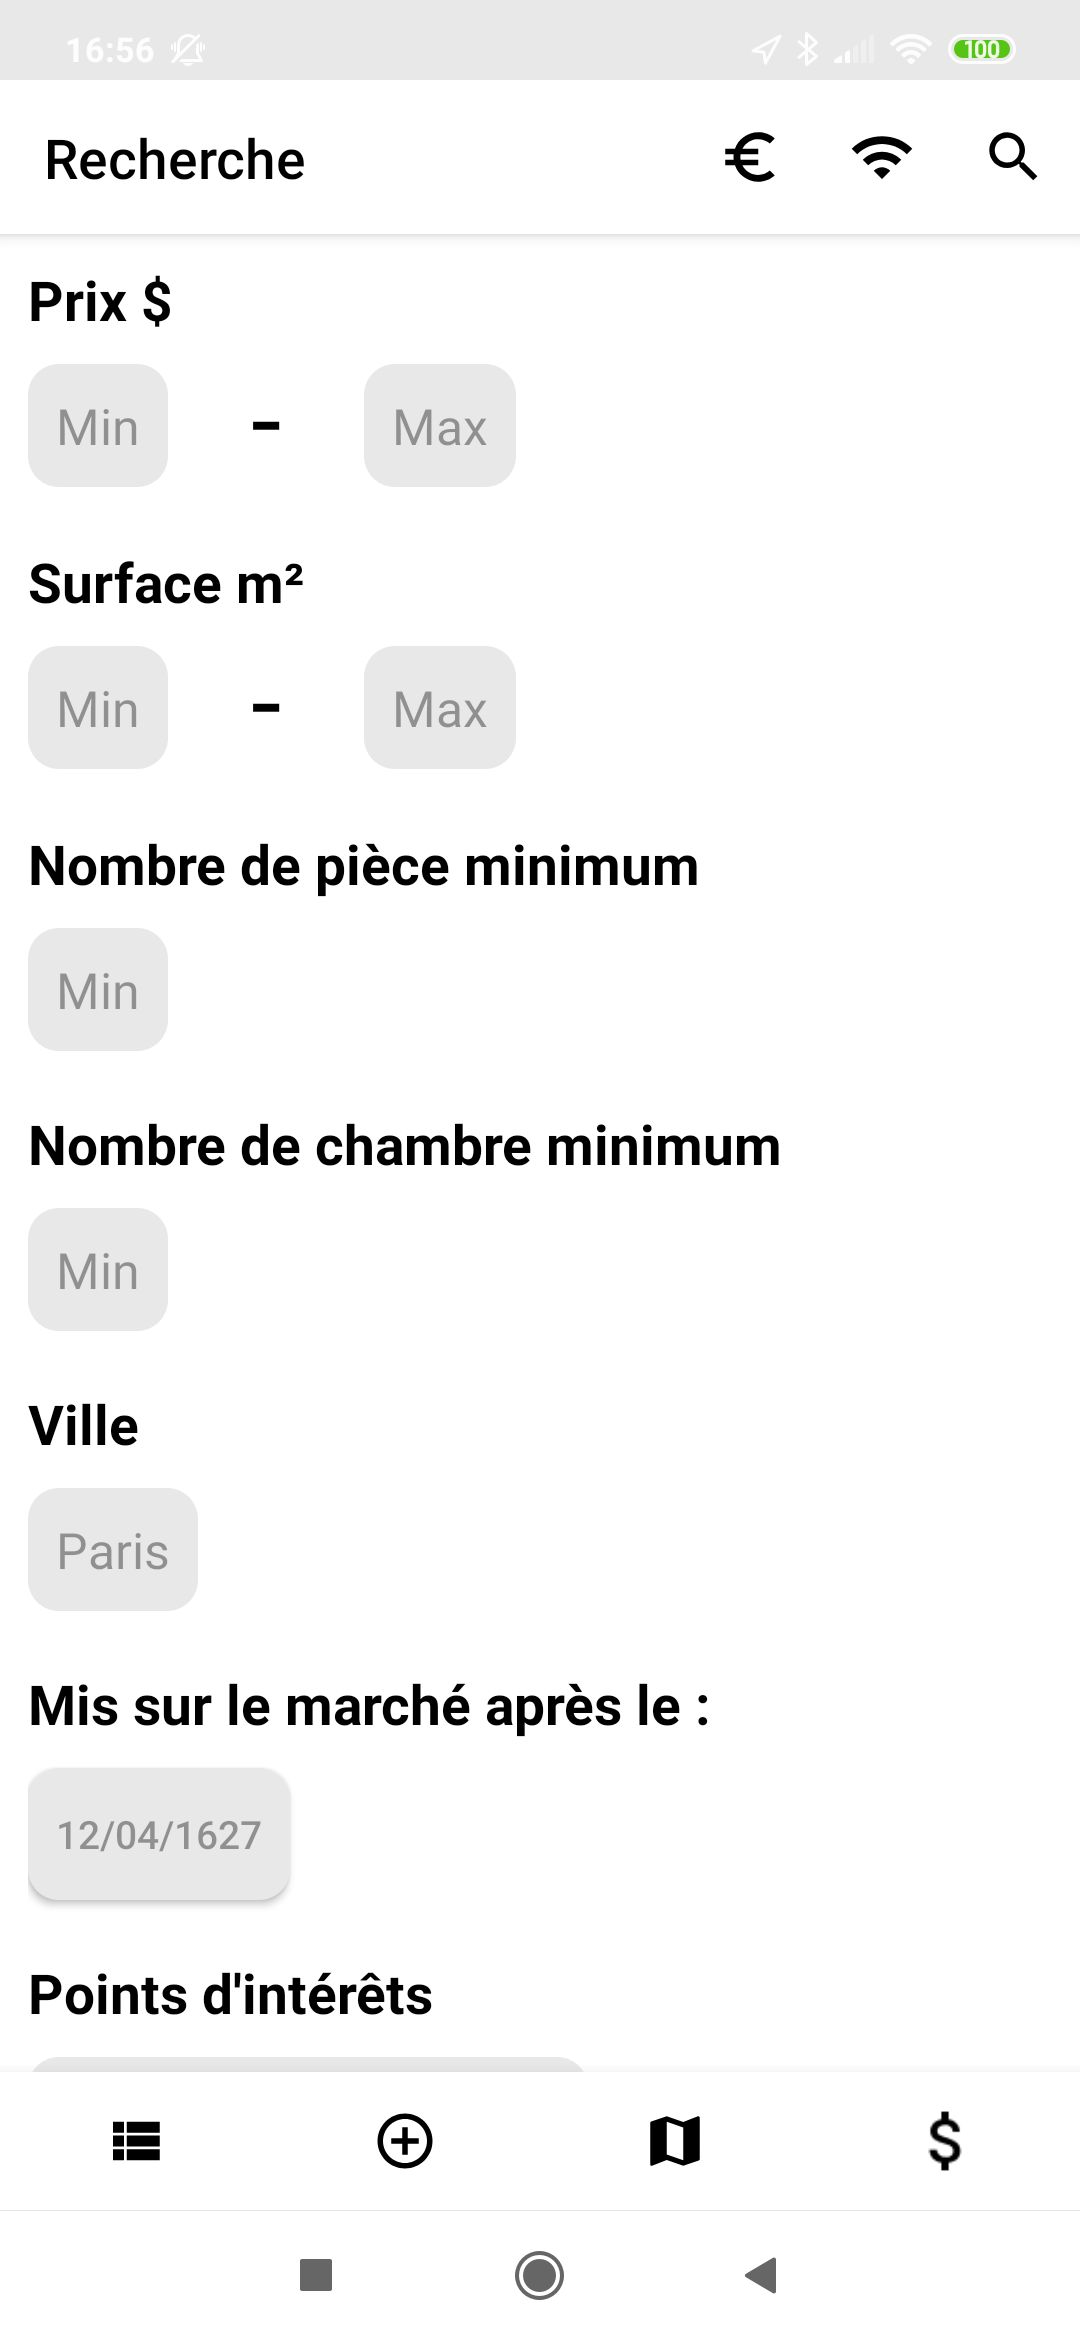 16:56 100
Recherche €
Prix $
Min - Max
Surface m²
Min - Max
Nombre de pièce minimum
Min
Nombre de chambre minimum
Min
Ville
Paris
Mis sur le marché après le :
12/04/1627
Points d'intérêts
$